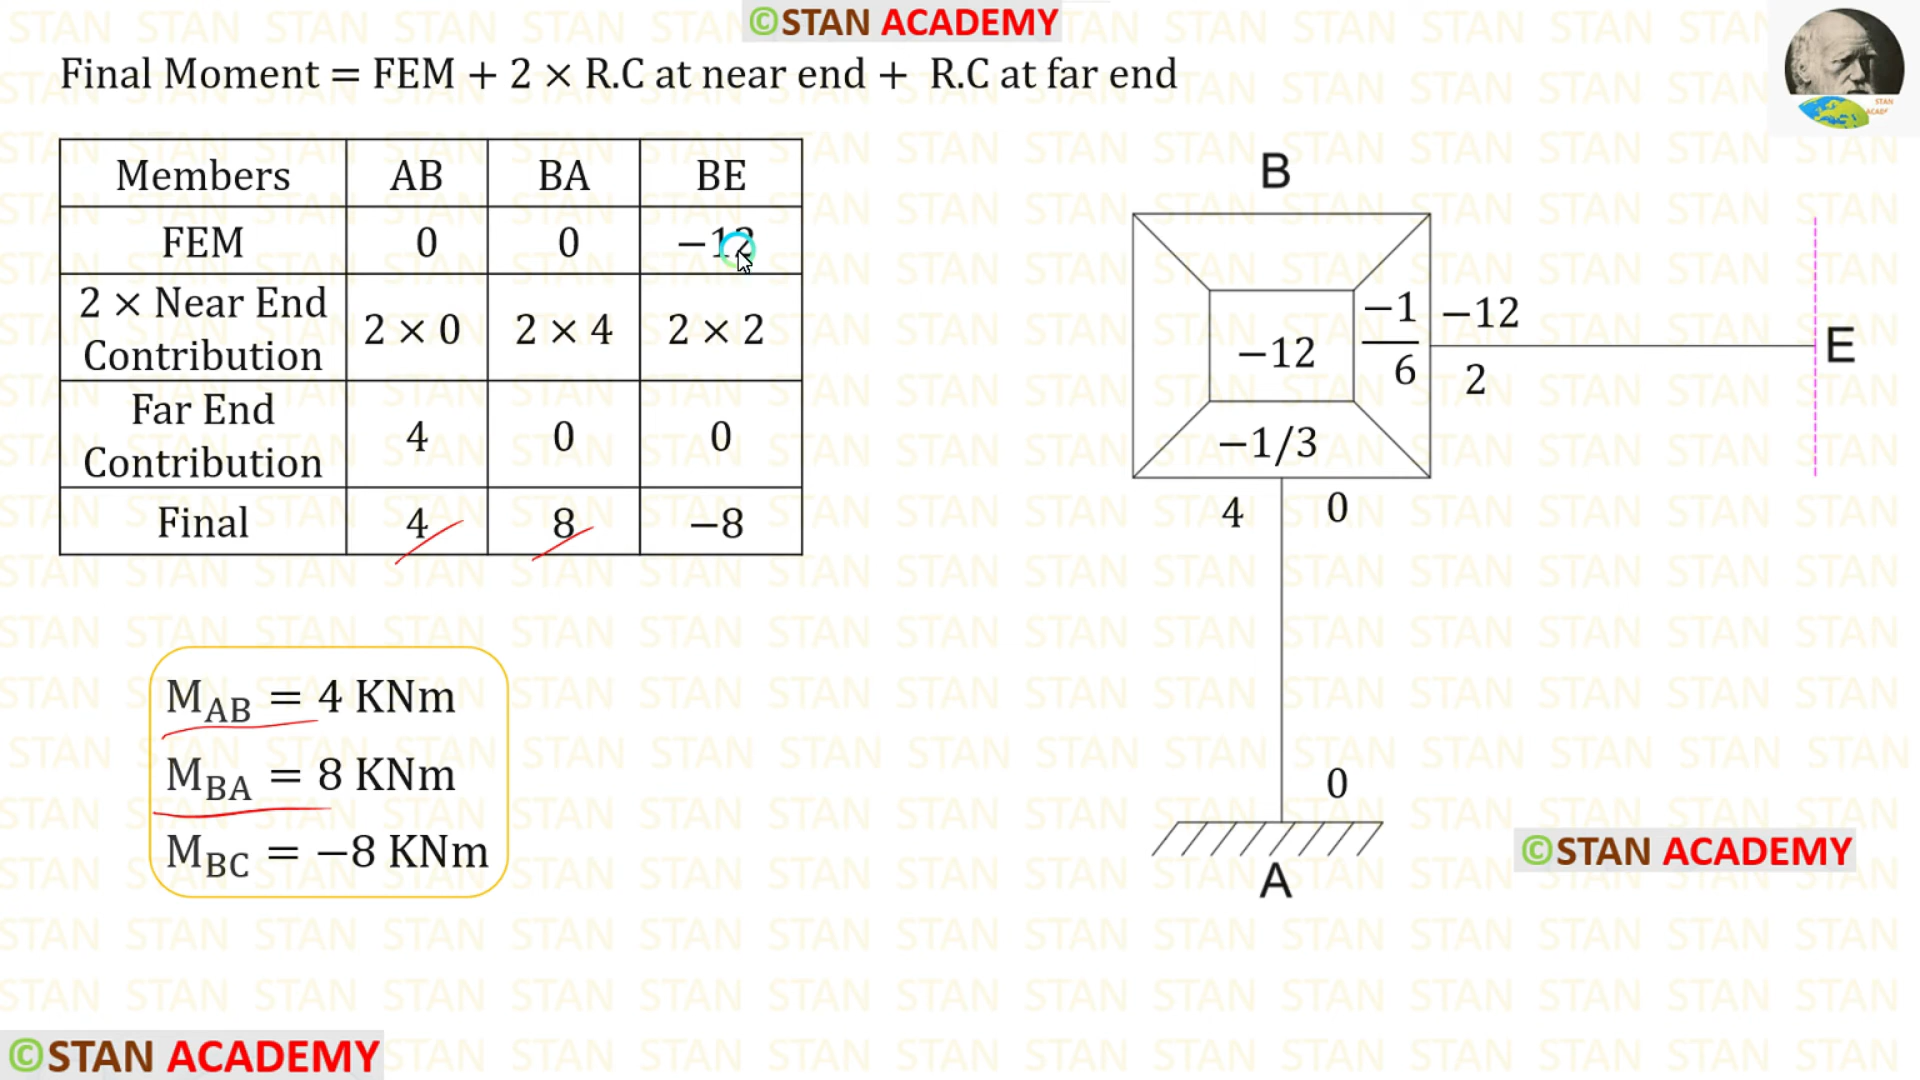 ©STAN ACADEMY
Final Moment = FEM + 2 × R.C at near end + R.C at far end
STAN
ACADE
Members AB BA BE
FEM 0 0 −12
2 × Near End
Contribution 2 × 0 2 × 4 2 × 2
Far End
Contribution 4 0 0
Final 4 8 −8
B
−12
−1
6
−12
2
E
−1/3
4 0
0
A
M_AB = 4 KNm
M_BA = 8 KNm
M_BC = −8 KNm
©STAN ACADEMY
©STAN ACADEMY